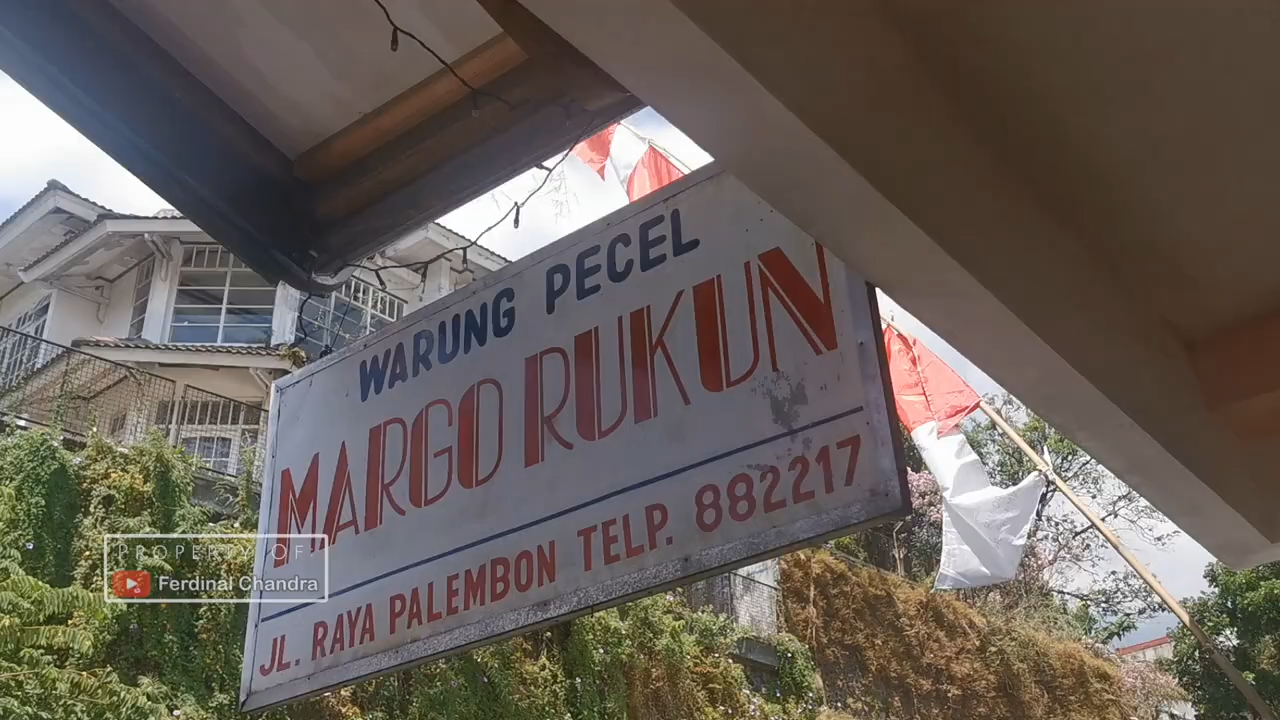 WARUNG PECEL
MARGO RUKUN
JL. RAYA PALEMBON TELP. 882217
PROPERTY OF:
Ferdinal Chandra